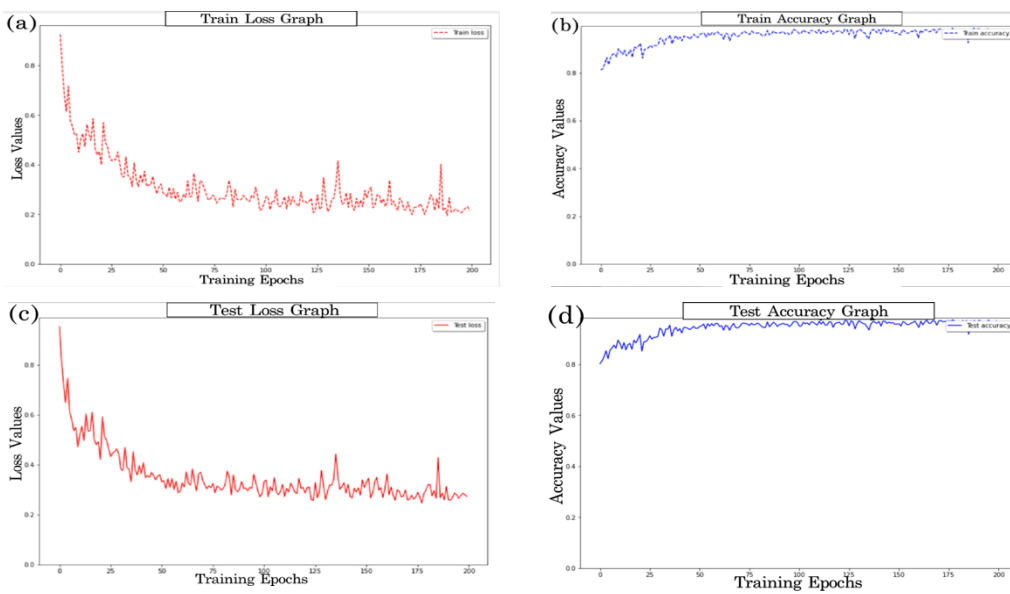 (a)
Train Loss Graph
Train loss
0.8
0.6
0.4
0.2
Loss Values
0 25 50 75 100 125 150 175 200
Training Epochs
(b)
Train Accuracy Graph
Train accuracy
0.8
0.6
0.4
0.2
0.0
Accuracy Values
0 25 50 75 100 125 150 175 200
Training Epochs
(c)
Test Loss Graph
Test loss
0.8
0.6
0.4
0.2
0.0
Loss Values
0 25 50 75 100 125 150 175 200
Training Epochs
(d)
Test Accuracy Graph
Test accuracy
0.8
0.6
0.4
0.2
0.0
Accuracy Values
0 25 50 75 100 125 150 175 200
Training Epochs